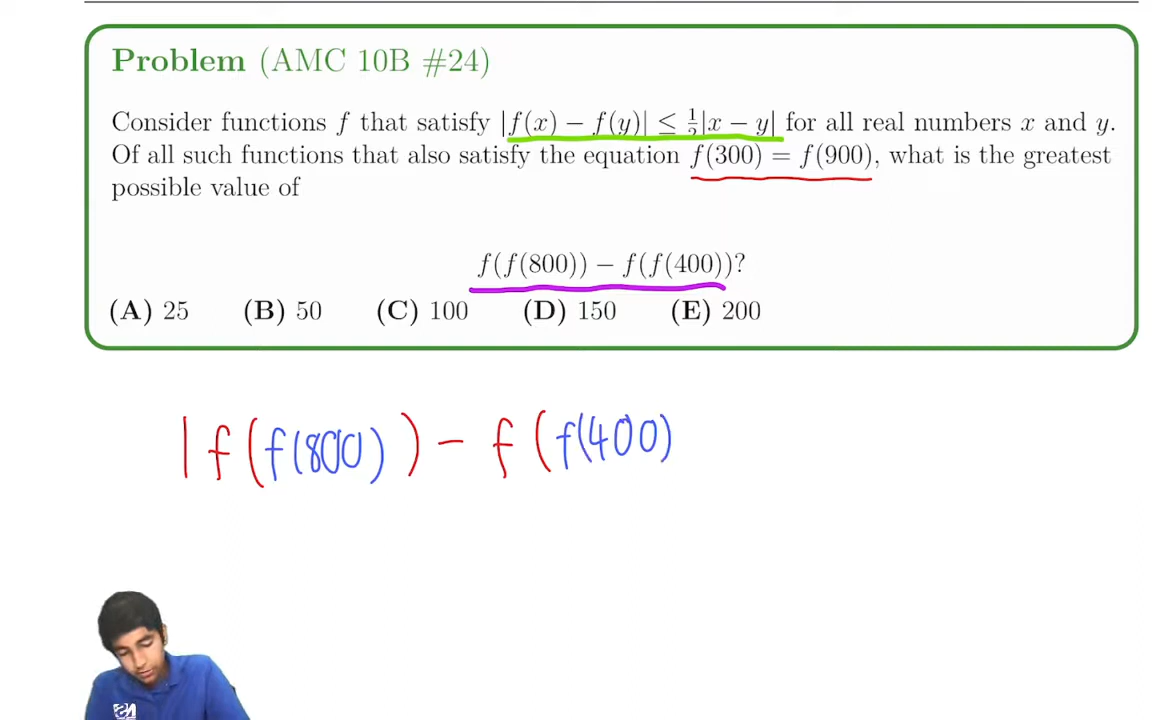 Problem (AMC 10B #24)
Consider functions f that satisfy |f(x) − f(y)| ≤ 1/2|x − y| for all real numbers x and y.
Of all such functions that also satisfy the equation f(300) = f(900), what is the greatest
possible value of
f(f(800)) − f(f(400))?
(A) 25 (B) 50 (C) 100 (D) 150 (E) 200
|f(f(800)) − f(f(400)